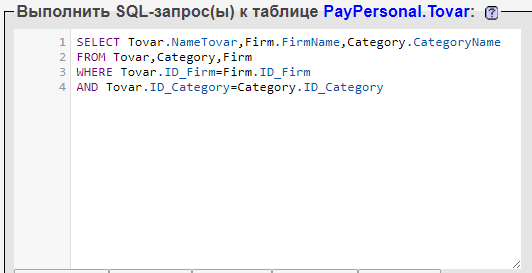 Выполнить SQL-запрос(ы) к таблице PayPersonal.Tovar: ?
1 SELECT Tovar.NameTovar,Firm.FirmName,Category.CategoryName
2 FROM Tovar,Category,Firm
3 WHERE Tovar.ID_Firm=Firm.ID_Firm
4 AND Tovar.ID_Category=Category.ID_Category